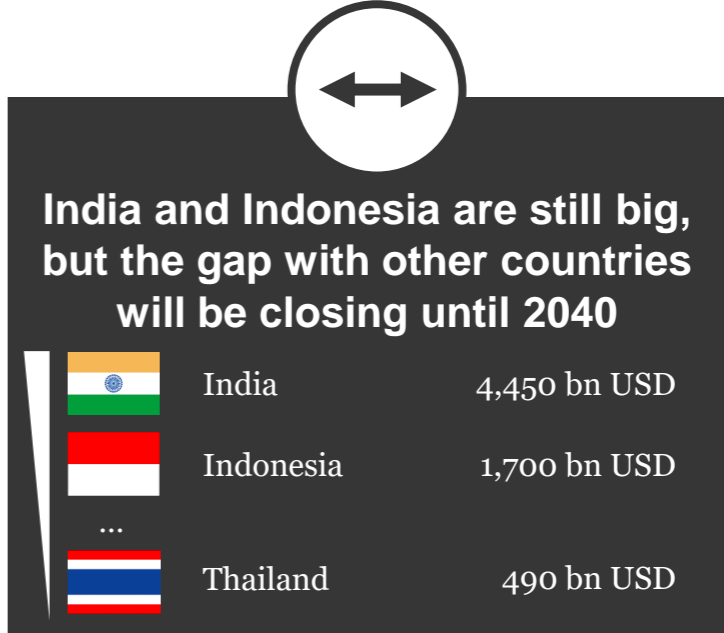 India and Indonesia are still big,
but the gap with other countries
will be closing until 2040
India 4,450 bn USD
Indonesia 1,700 bn USD
...
Thailand 490 bn USD